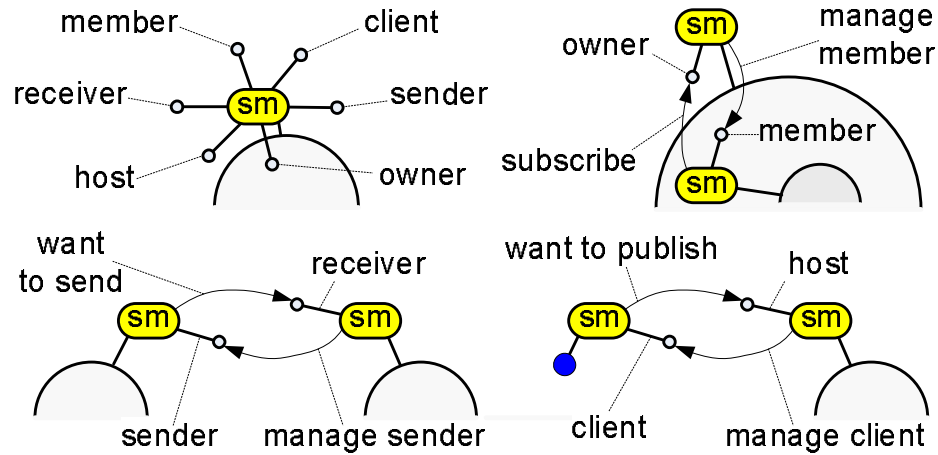 member
client
receiver
sm
sender
host
owner
sm
manage
member
owner
member
subscribe
sm
want
to send
receiver
sm
sm
sender
manage sender
want to publish
host
sm
sm
client
manage client